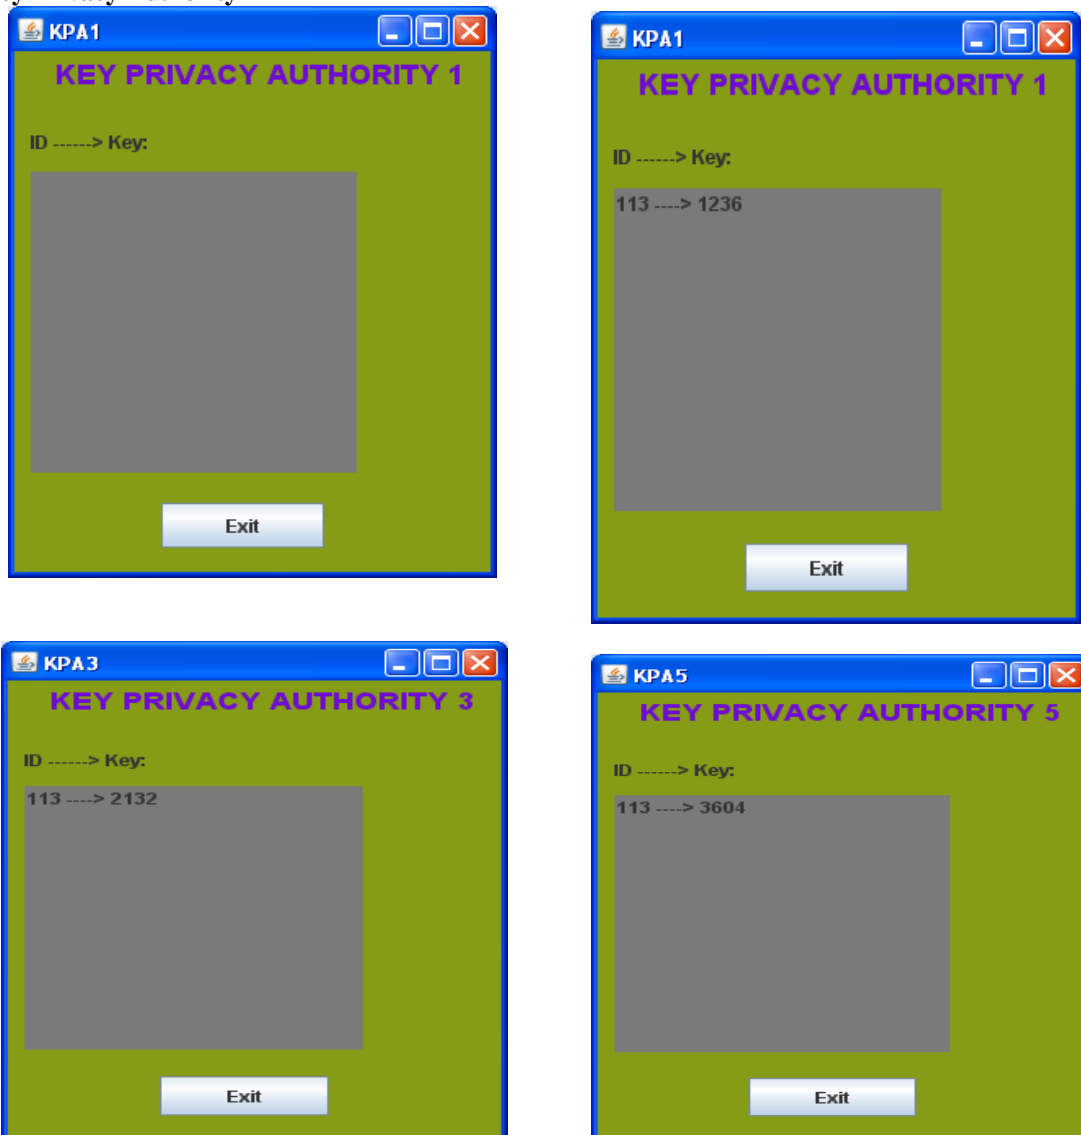 KPA1
KEY PRIVACY AUTHORITY 1
ID ------> Key:
Exit
KPA1
KEY PRIVACY AUTHORITY 1
ID ------> Key:
113 ----> 1236
Exit
KPA3
KEY PRIVACY AUTHORITY 3
ID ------> Key:
113 ----> 2132
Exit
KPA5
KEY PRIVACY AUTHORITY 5
ID ------> Key:
113 ----> 3604
Exit